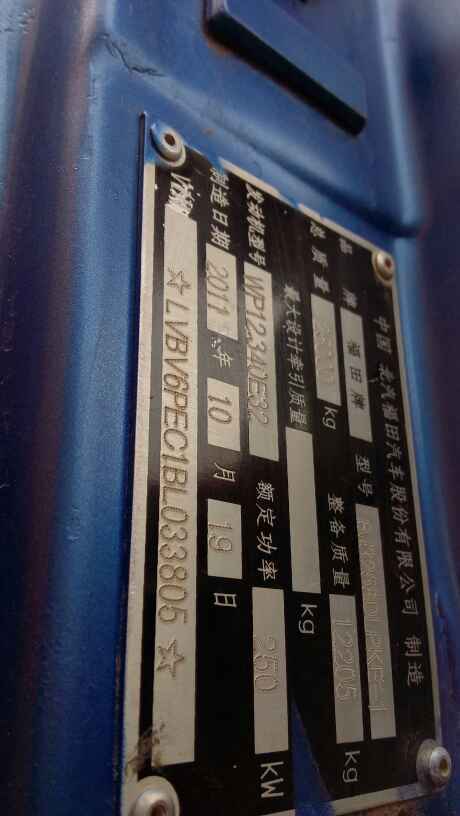 中国 北汽福田汽车股份有限公司 制造
品 牌 福田牌 型号
总 质 量 kg 整备质量 12205 kg
最大设计牵引质量 kg
发动机型号 WP12.340E32 额定功率 250 KW
制造日期 2011 年 10 月 19 日
☆LVBV6PEC1BL033805☆